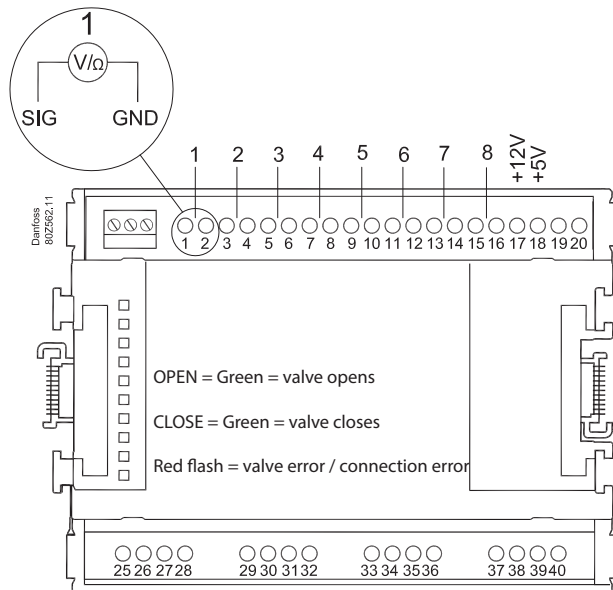 1
V/Ω
SIG GND
1 2 3 4 5 6 7 8 +12V +5V
Danfoss
80Z562.11
1 2 3 4 5 6 7 8 9 10 11 12 13 14 15 16 17 18 19 20
OPEN = Green = valve opens
CLOSE = Green = valve closes
Red flash = valve error / connection error
25 26 27 28 29 30 31 32 33 34 35 36 37 38 39 40